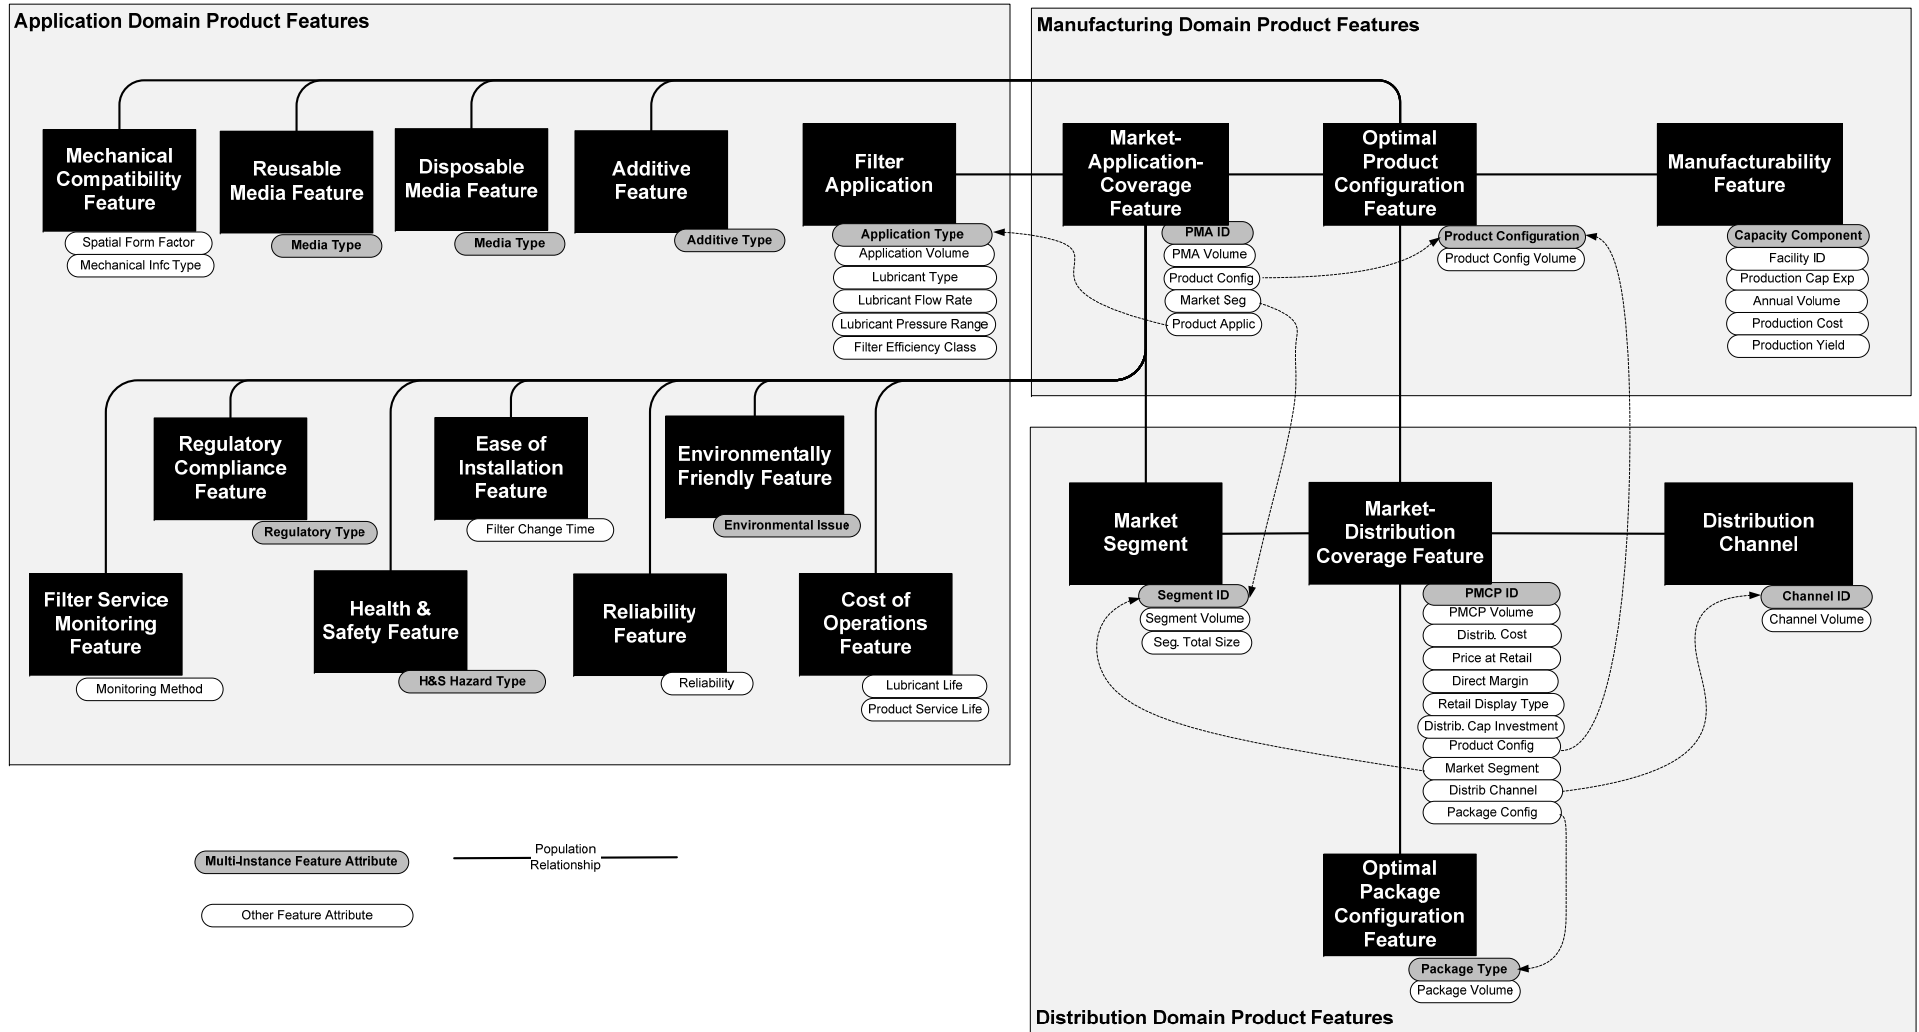 Application Domain Product Features
Mechanical
Compatibility
Feature
Spatial Form Factor
Mechanical Infc Type
Reusable
Media Feature
Media Type
Disposable
Media Feature
Media Type
Additive
Feature
Additive Type
Filter
Application
Application Type
Application Volume
Lubricant Type
Lubricant Flow Rate
Lubricant Pressure Range
Filter Efficiency Class
Regulatory
Compliance
Feature
Regulatory Type
Ease of
Installation
Feature
Filter Change Time
Environmentally
Friendly Feature
Environmental Issue
Filter Service
Monitoring
Feature
Monitoring Method
Health &
Safety Feature
H&S Hazard Type
Reliability
Feature
Reliability
Cost of
Operations
Feature
Lubricant Life
Product Service Life
Manufacturing Domain Product Features
Market-
Application-
Coverage
Feature
PMA ID
PMA Volume
Product Config
Market Seg
Product Applic
Optimal
Product
Configuration
Feature
Product Configuration
Product Config Volume
Manufacturability
Feature
Capacity Component
Facility ID
Production Cap Exp
Annual Volume
Production Cost
Production Yield
Market
Segment
Segment ID
Segment Volume
Seg. Total Size
Market-
Distribution
Coverage Feature
PMCP ID
PMCP Volume
Distrib. Cost
Price at Retail
Direct Margin
Retail Display Type
Distrib. Cap Investment
Product Config
Market Segment
Distrib Channel
Package Config
Distribution
Channel
Channel ID
Channel Volume
Optimal
Package
Configuration
Feature
Package Type
Package Volume
Distribution Domain Product Features
Multi-Instance Feature Attribute
Population
Relationship
Other Feature Attribute